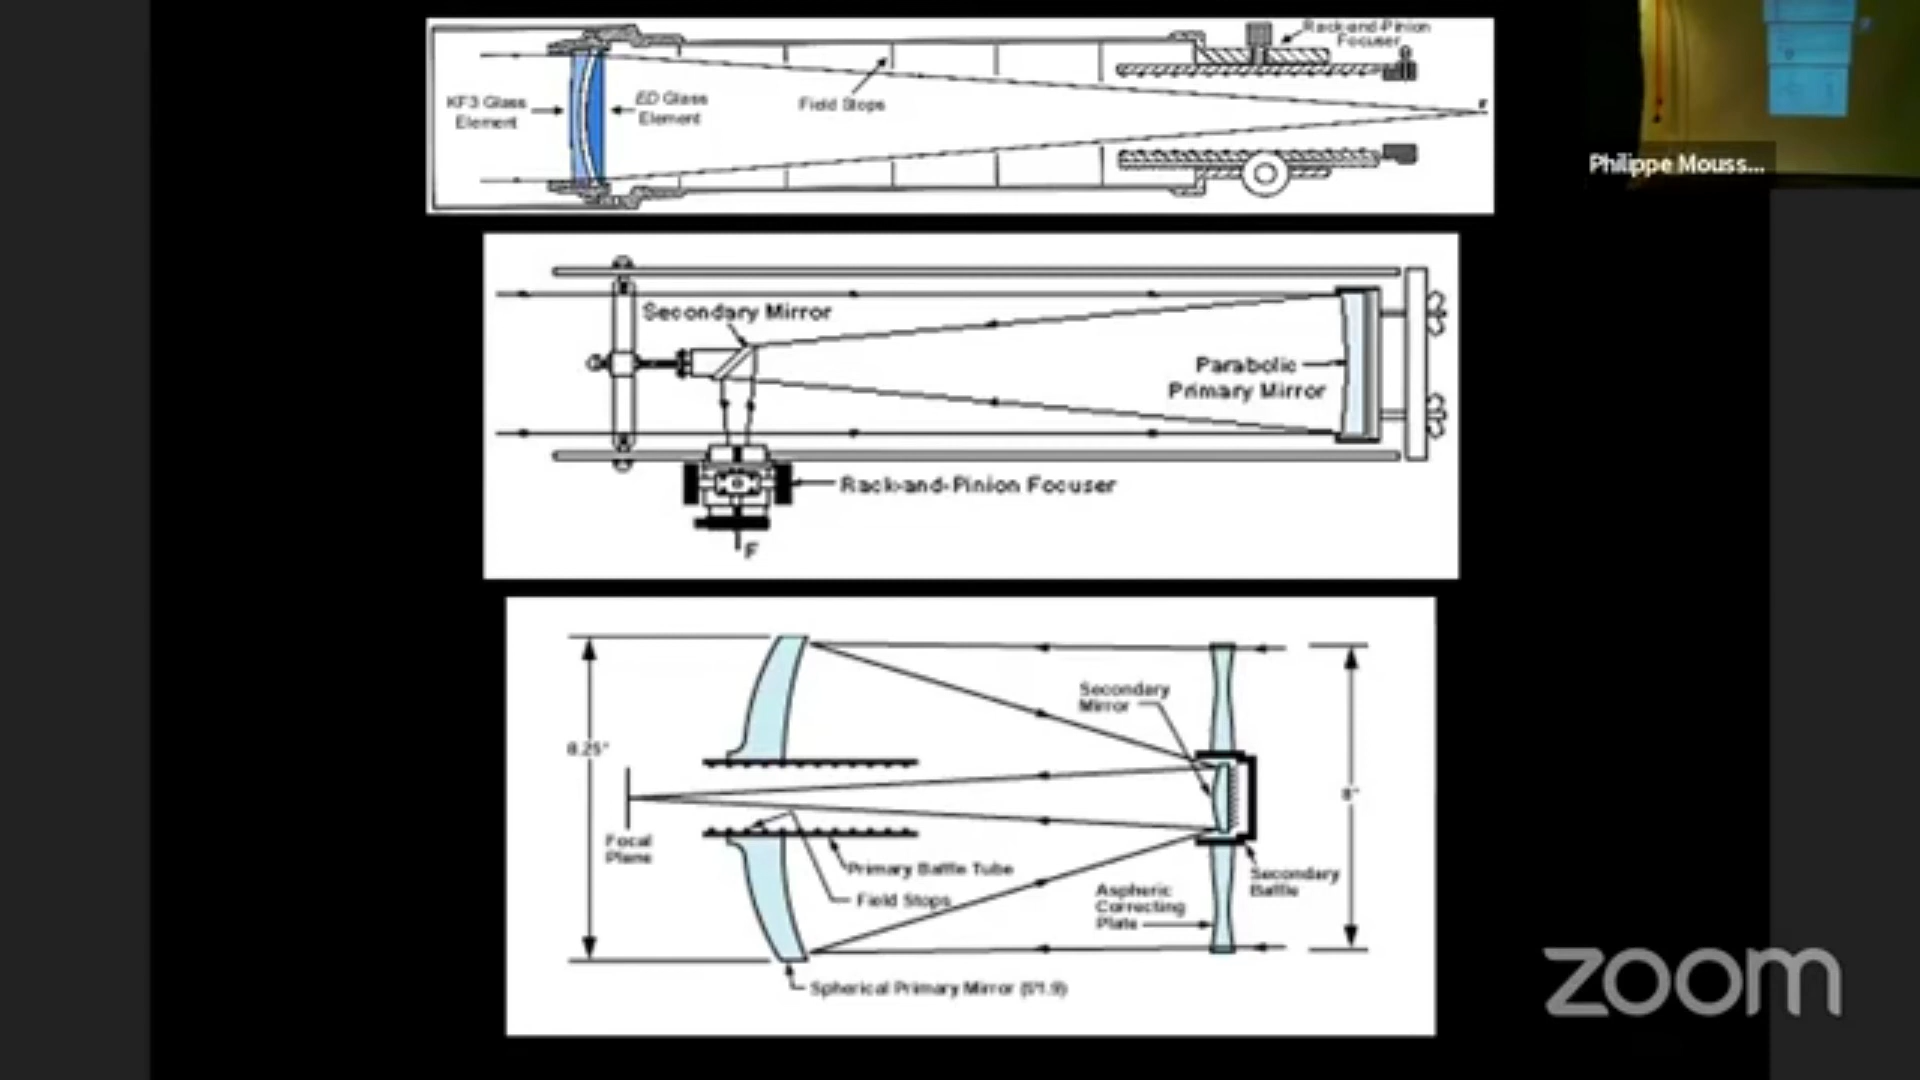 Rack-and-Pinion
Focuser
KF3 Glass
Element
ED Glass
Element
Field Stops
F
Philippe Mouss...
Secondary Mirror
Parabolic
Primary Mirror
Rack-and-Pinion Focuser
F
Secondary
Mirror
8.25"
8"
Focal
Plane
Primary Baffle Tube
Field Stops
Secondary
Baffle
Aspheric
Correcting
Plate
Spherical Primary Mirror (f/1.9)
zoom